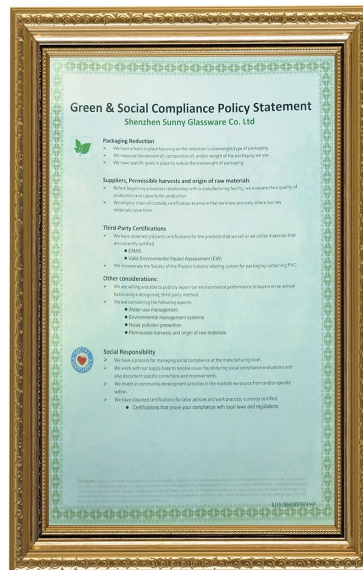 Green & Social Compliance Policy Statement
Shenzhen Sunny Glassware Co. Ltd
Packaging Reduction
We have a team in place focusing on the reduction in size/weight/type of packaging.
We measure the amount of, composition of, and/or weight of the packaging we use.
We have specific goals in place to reduce the size/weight of packaging.
Suppliers, Permissible harvests and origin of raw materials
Before beginning a business relationship with a manufacturing facility, we evaluate their quality of
production and capacity for production.
We employ chain-of-custody certification to ensure that we know precisely where our raw
materials come from.
Third-Party Certifications
We have obtained 3rd party certifications for the products that we sell or we utilize materials that
are currently certified
EMAS
Valid Environmental Impact Assessment (EIA)
We incorporate the Society of the Plastics Industry labeling system for packaging containing PVC.
Other considerations:
We are willing and able to publicly report our environmental performance to buyers on an annual
basis using a recognized, third-party method
We are considering the following aspects
Water-use management
Environmental management systems
Noise pollution prevention
Permissible harvests and origin of raw materials
Social Responsibility
We have a process for managing social compliance at the manufacturing level.
We work with our supply base to resolve issues found during social compliance evaluations and
also document specific corrections and improvements.
We invest in community development activities in the markets we source from and/or operate
within.
We have obtained certifications for labor policies and work practice, currently certified
Certifications that prove your compliance with local laws and regulations